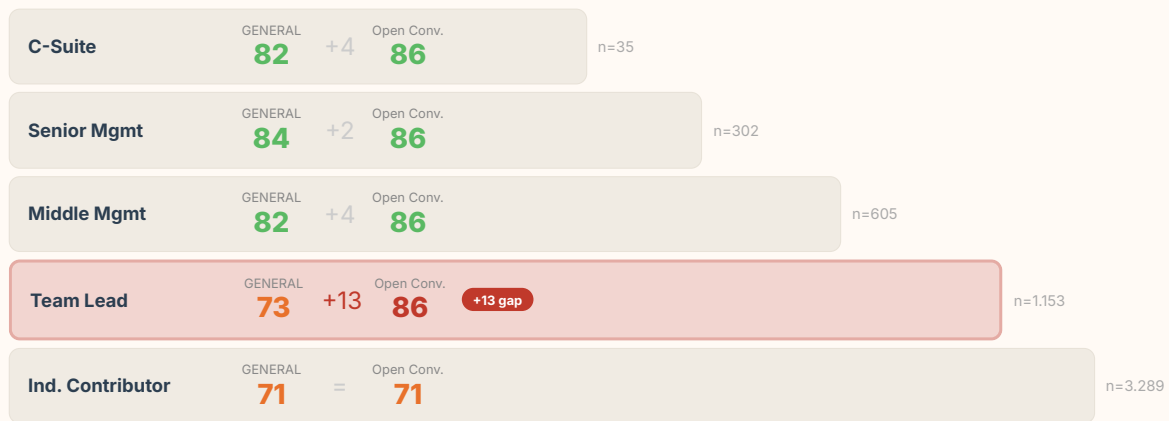 GENERAL Open Conv.
C-Suite 82 +4 86 n=35
GENERAL Open Conv.
Senior Mgmt 84 +2 86 n=302
GENERAL Open Conv.
Middle Mgmt 82 +4 86 n=605
GENERAL Open Conv.
Team Lead 73 +13 86 +13 gap n=1.153
GENERAL Open Conv.
Ind. Contributor 71 = 71 n=3.289